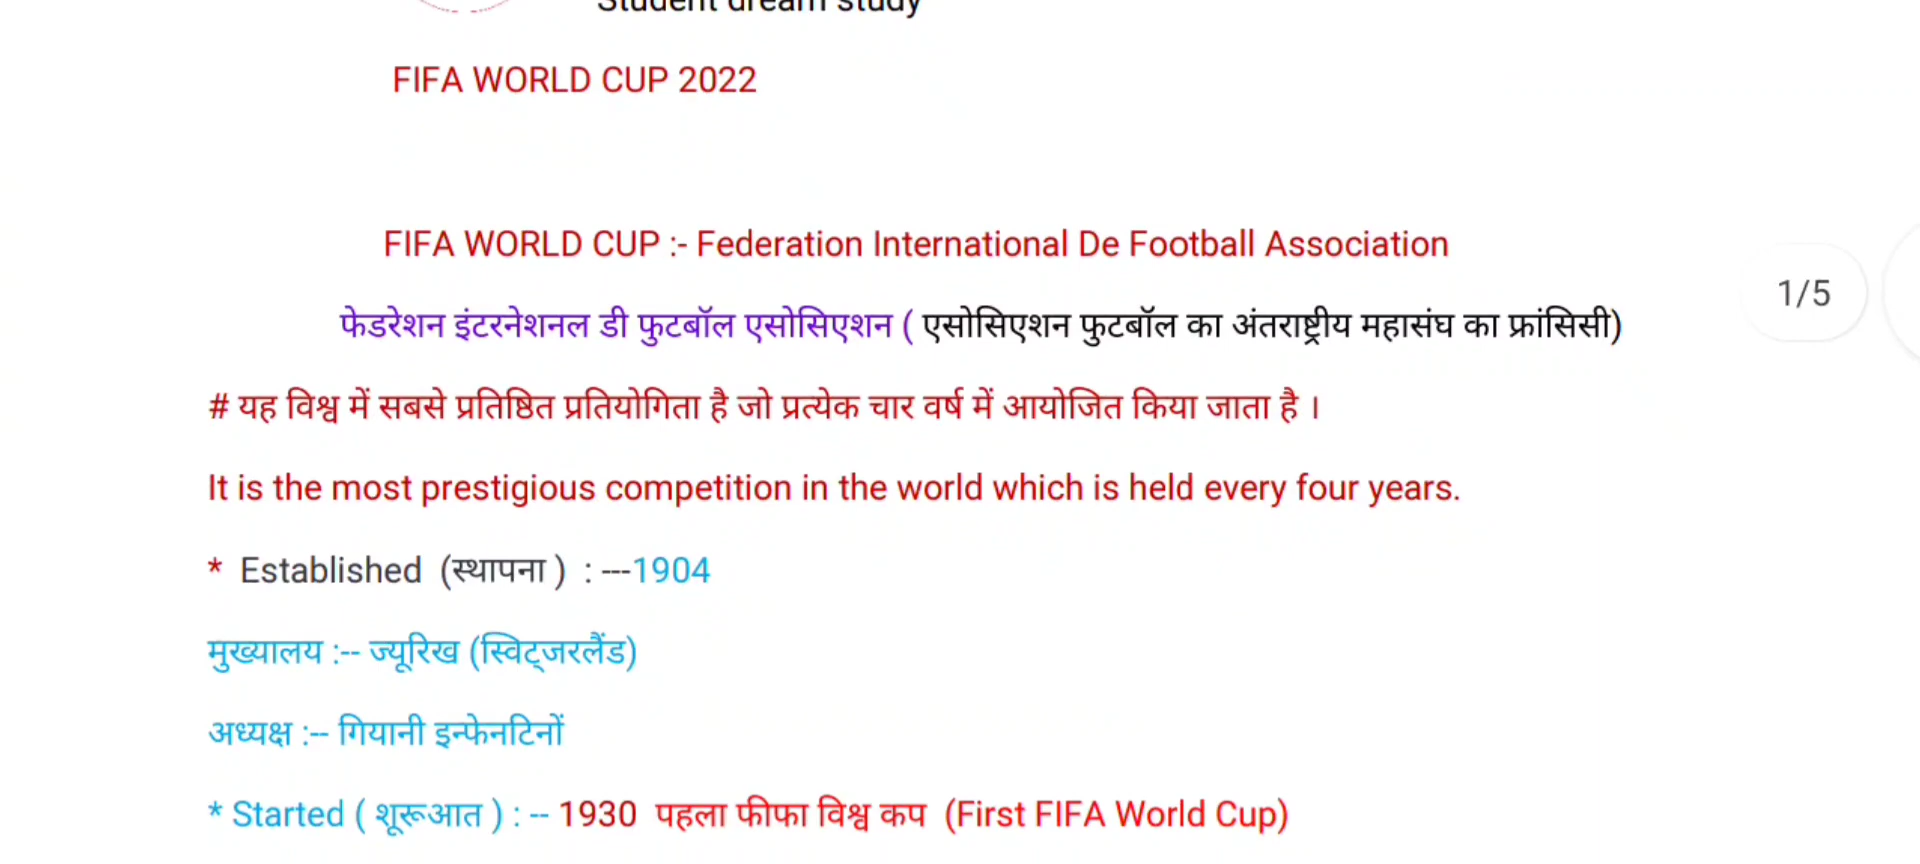 Student dream study
FIFA WORLD CUP 2022
FIFA WORLD CUP :- Federation International De Football Association
फेडरेशन इंटरनेशनल डी फुटबॉल एसोसिएशन ( एसोसिएशन फुटबॉल का अंतराष्ट्रीय महासंघ का फ्रांसिसी)
1/5
# यह विश्व में सबसे प्रतिष्ठित प्रतियोगिता है जो प्रत्येक चार वर्ष में आयोजित किया जाता है ।
It is the most prestigious competition in the world which is held every four years.
* Established (स्थापना ) : ---1904
मुख्यालय :-- ज्यूरिख (स्विट्जरलैंड)
अध्यक्ष :-- गियानी इन्फेनटिनों
* Started ( शूरूआत ) : -- 1930 पहला फीफा विश्व कप (First FIFA World Cup)